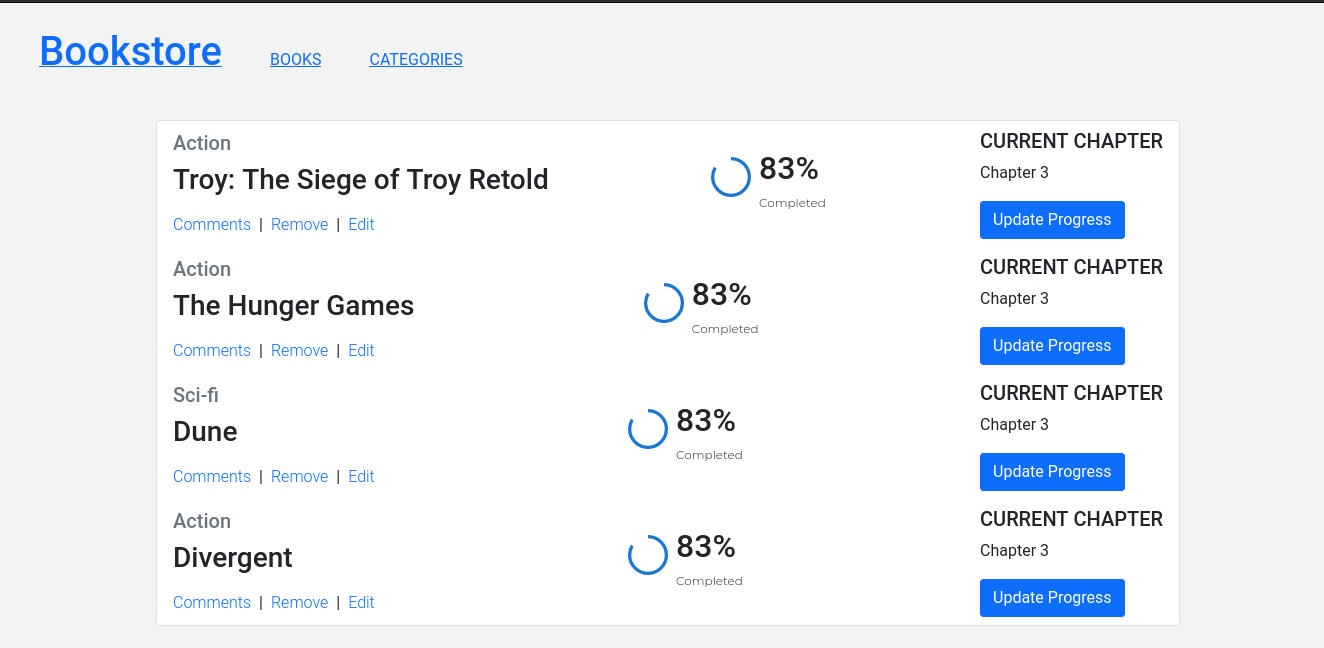 Bookstore BOOKS CATEGORIES
Action
Troy: The Siege of Troy Retold
Comments | Remove | Edit
83%
Completed
CURRENT CHAPTER
Chapter 3
Update Progress
Action
The Hunger Games
Comments | Remove | Edit
83%
Completed
CURRENT CHAPTER
Chapter 3
Update Progress
Sci-fi
Dune
Comments | Remove | Edit
83%
Completed
CURRENT CHAPTER
Chapter 3
Update Progress
Action
Divergent
Comments | Remove | Edit
83%
Completed
CURRENT CHAPTER
Chapter 3
Update Progress